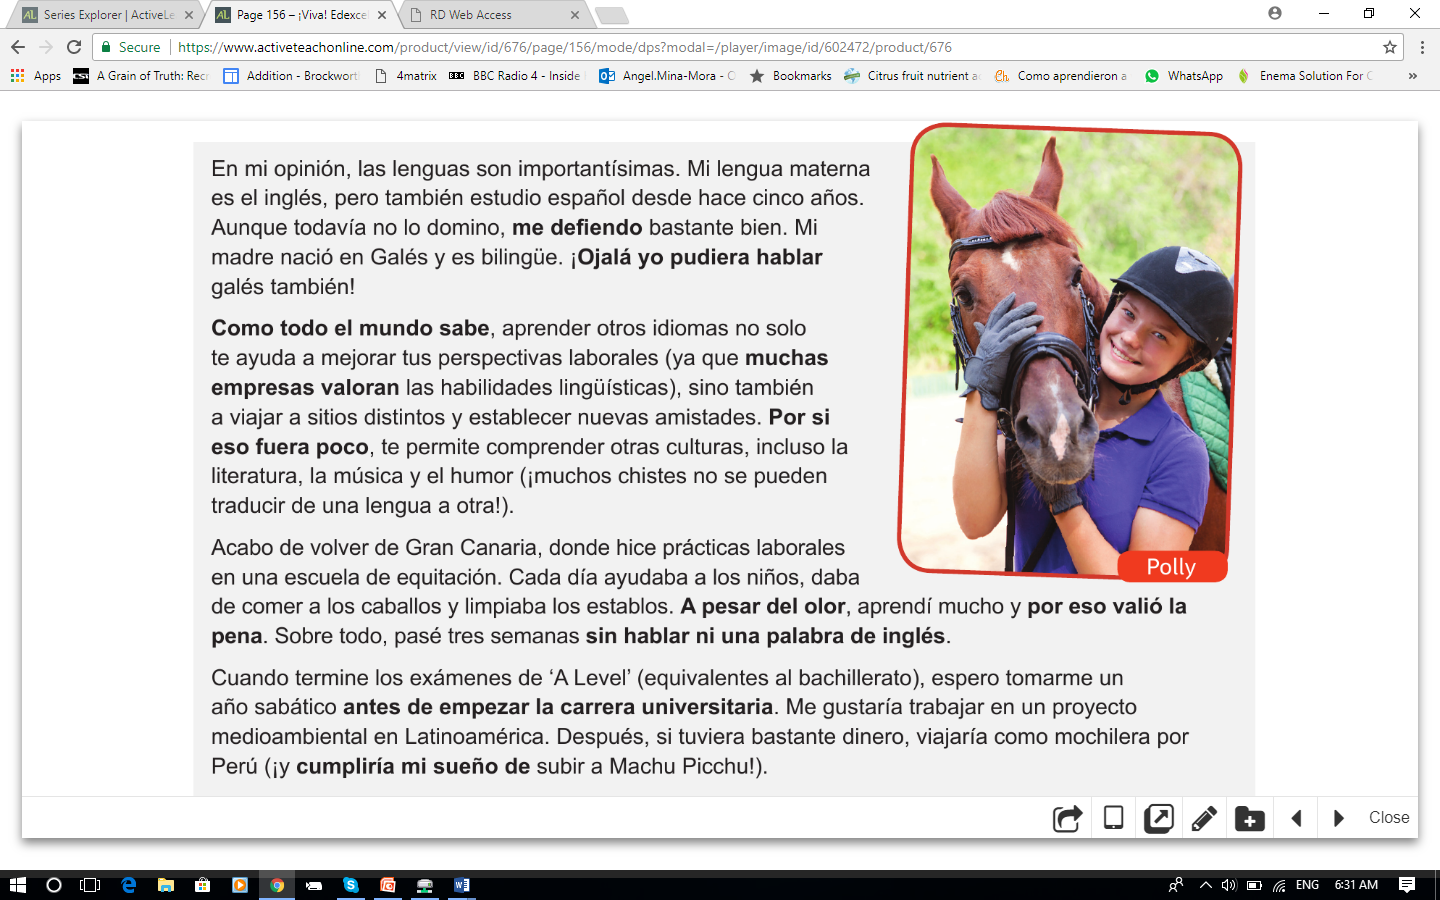 Series Explorer | ActiveLe
Page 156 – ¡Viva! Edexcel
RD Web Access
Secure
https://www.activeteachonline.com/product/view/id/676/page/156/mode/dps?modal=/player/image/id/602472/product/676
Apps
A Grain of Truth: Recr
Addition - Brockwort
4matrix
BBC Radio 4 - Inside
Angel.Mina-Mora - O
Bookmarks
Citrus fruit nutrient a
Como aprendieron a
WhatsApp
Enema Solution For C
»
En mi opinión, las lenguas son importantísimas. Mi lengua materna
es el inglés, pero también estudio español desde hace cinco años.
Aunque todavía no lo domino, me defiendo bastante bien. Mi
madre nació en Galés y es bilingüe. ¡Ojalá yo pudiera hablar
galés también!
Como todo el mundo sabe, aprender otros idiomas no solo
te ayuda a mejorar tus perspectivas laborales (ya que muchas
empresas valoran las habilidades lingüísticas), sino también
a viajar a sitios distintos y establecer nuevas amistades. Por si
eso fuera poco, te permite comprender otras culturas, incluso la
literatura, la música y el humor (¡muchos chistes no se pueden
traducir de una lengua a otra!).
Acabo de volver de Gran Canaria, donde hice prácticas laborales
en una escuela de equitación. Cada día ayudaba a los niños, daba
de comer a los caballos y limpiaba los establos. A pesar del olor, aprendí mucho y por eso valió la
pena. Sobre todo, pasé tres semanas sin hablar ni una palabra de inglés.
Cuando termine los exámenes de ‘A Level’ (equivalentes al bachillerato), espero tomarme un
año sabático antes de empezar la carrera universitaria. Me gustaría trabajar en un proyecto
medioambiental en Latinoamérica. Después, si tuviera bastante dinero, viajaría como mochilera por
Perú (¡y cumpliría mi sueño de subir a Machu Picchu!).
Polly
Close
ENG
6:31 AM